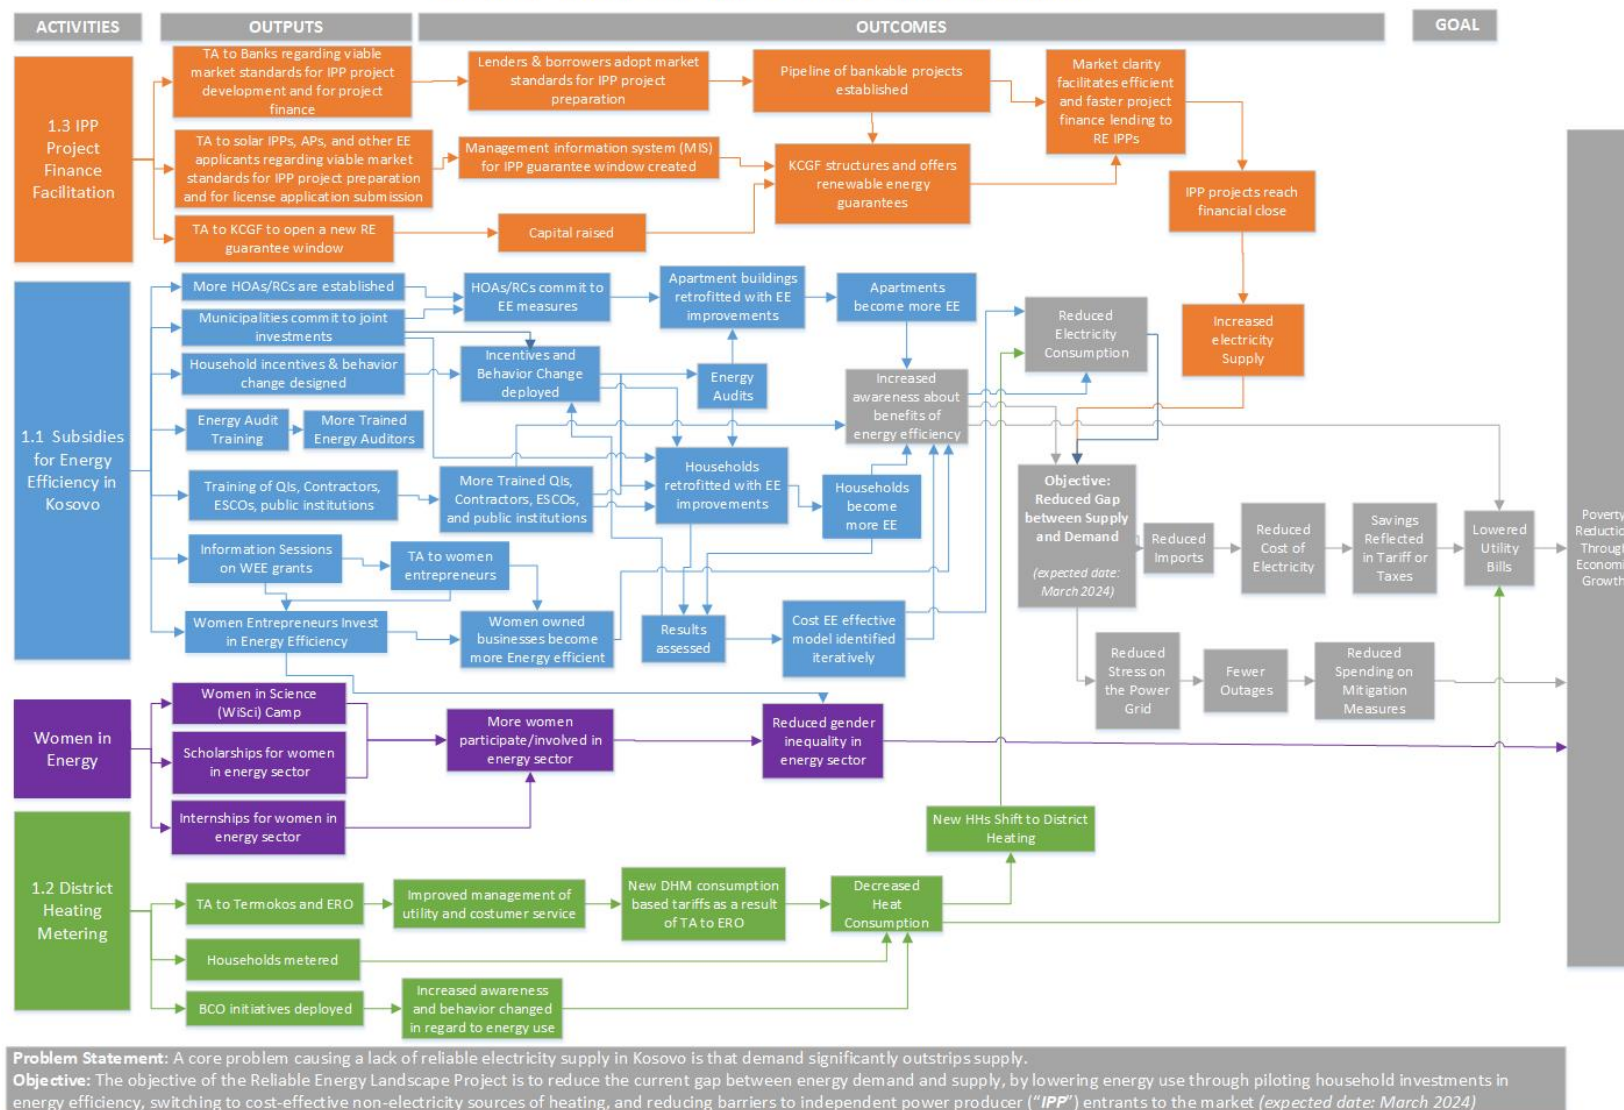 ACTIVITIES
OUTPUTS
OUTCOMES
GOAL
1.3 IPP
Project
Finance
Facilitation
TA to Banks regarding viable
market standards for IPP project
development and for project
finance
Lenders & borrowers adopt market
standards for IPP project
preparation
Pipeline of bankable projects
established
Market clarity
facilitates efficient
and faster project
finance lending to
RE IPPs
TA to solar IPPs, APs, and other EE
applicants regarding viable market
standards for IPP project preparation
and for license application submission
Management information system (MIS)
for IPP guarantee window created
KCGF structures and offers
renewable energy
guarantees
IPP projects reach
financial close
TA to KCGF to open a new RE
guarantee window
Capital raised
Increased
electricity
Supply
1.1 Subsidies
for Energy
Efficiency in
Kosovo
More HOAs/RCs are established
HOAs/RCs commit to
EE measures
Apartment buildings
retrofitted with EE
improvements
Apartments
become more EE
Reduced
Electricity
Consumption
Municipalities commit to joint
investments
Household incentives & behavior
change designed
Incentives and
Behavior Change
deployed
Energy
Audits
Increased
awareness about
benefits of
energy efficiency
Energy Audit
Training
More Trained
Energy Auditors
Training of QIs, Contractors,
ESCOs, public institutions
More Trained QIs,
Contractors, ESCOs,
and public institutions
Households
retrofitted with EE
improvements
Households
become
more EE
Objective:
Reduced Gap
between Supply
and Demand
(expected date:
March 2024)
Reduced
Imports
Reduced
Cost of
Electricity
Savings
Reflected
in Tariff or
Taxes
Lowered
Utility
Bills
Poverty
Reductio
Through
Economi
Growth
Information Sessions
on WEE grants
TA to women
entrepreneurs
Women Entrepreneurs Invest
in Energy Efficiency
Women owned
businesses become
more Energy efficient
Results
assessed
Cost EE effective
model identified
iteratively
Reduced
Stress on
the Power
Grid
Fewer
Outages
Reduced
Spending on
Mitigation
Measures
Women in
Energy
Women in Science
(WiSci) Camp
Scholarships for women
in energy sector
Internships for women in
energy sector
More women
participate/involved in
energy sector
Reduced gender
inequality in
energy sector
1.2 District
Heating
Metering
New HHs Shift to District
Heating
TA to Termokos and ERO
Improved management of
utility and costumer service
New DHM consumption
based tariffs as a result
of TA to ERO
Decreased
Heat
Consumption
Households metered
BCO initiatives deployed
Increased awareness
and behavior changed
in regard to energy use
Problem Statement: A core problem causing a lack of reliable electricity supply in Kosovo is that demand significantly outstrips supply.
Objective: The objective of the Reliable Energy Landscape Project is to reduce the current gap between energy demand and supply, by lowering energy use through piloting household investments in
energy efficiency, switching to cost-effective non-electricity sources of heating, and reducing barriers to independent power producer ("IPP") entrants to the market (expected date: March 2024)